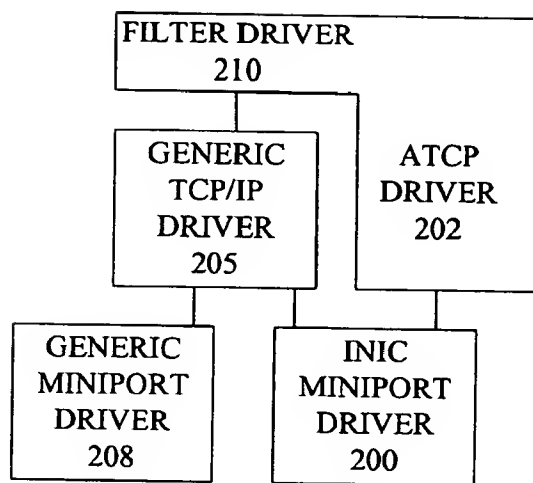 FILTER DRIVER
210
GENERIC
TCP/IP
DRIVER
205
ATCP
DRIVER
202
GENERIC
MINIPORT
DRIVER
208
INIC
MINIPORT
DRIVER
200